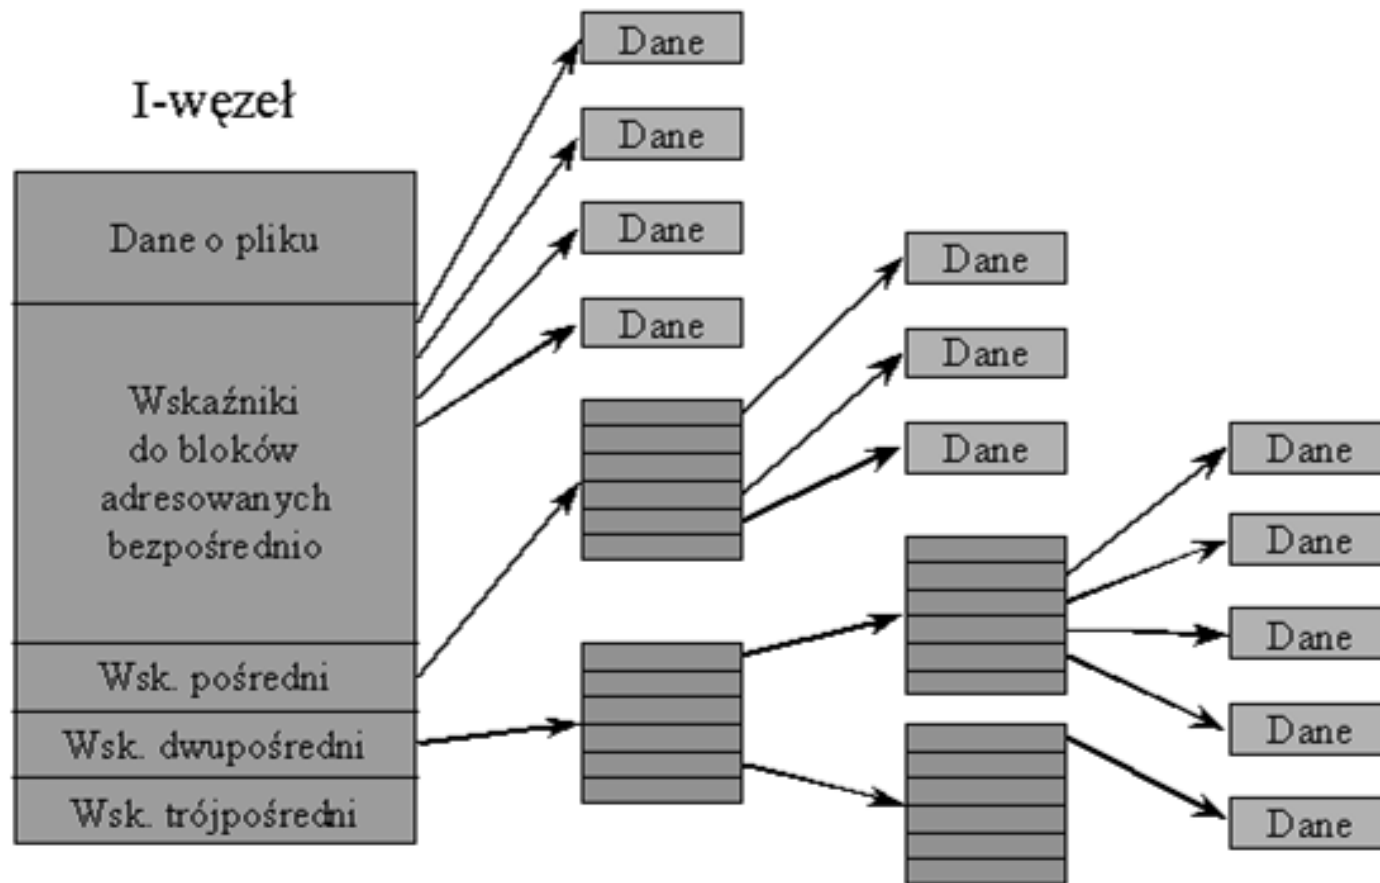 I-węzeł
Dane o pliku
Wskaźniki
do bloków
adresowanych
bezpośrednio
Wsk. pośredni
Wsk. dwupośredni
Wsk. trójpośredni
Dane
Dane
Dane
Dane
Dane
Dane
Dane
Dane
Dane
Dane
Dane
Dane